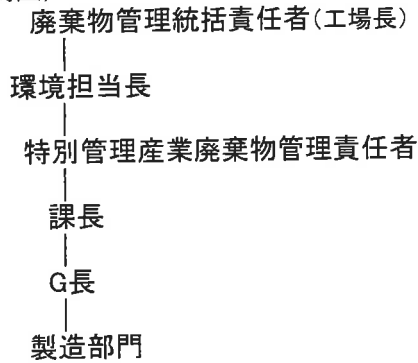 廃棄物管理統括責任者(工場長)
環境担当長
特別管理産業廃棄物管理責任者
課長
G長
製造部門